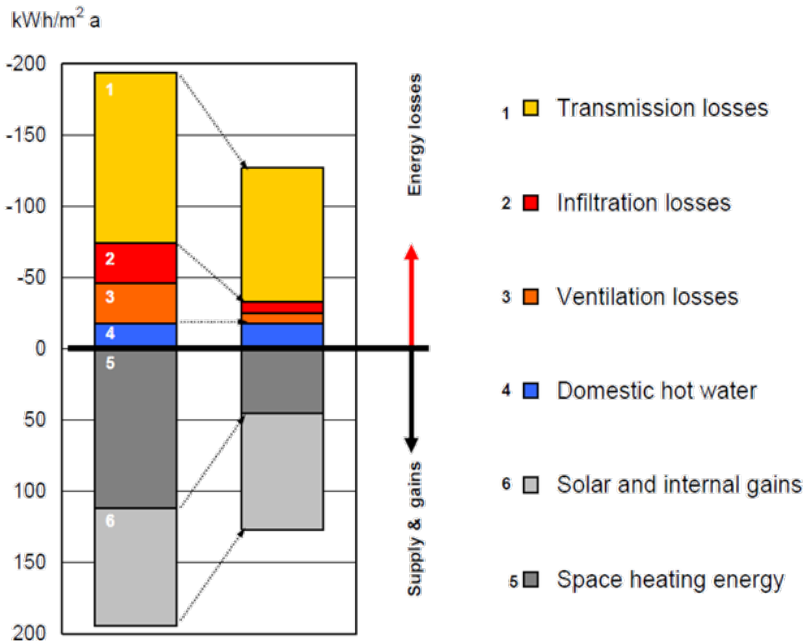 kWh/m² a
-200
-150
-100
-50
0
50
100
150
200
1
2
3
4
5
6
Energy losses
Supply & gains
1 Transmission losses
2 Infiltration losses
3 Ventilation losses
4 Domestic hot water
6 Solar and internal gains
5 Space heating energy